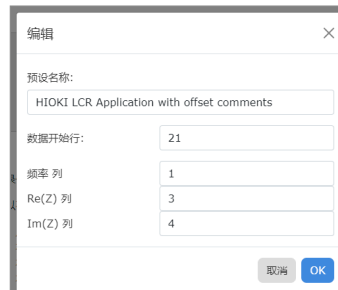 编辑
预设名称:
HIOKI LCR Application with offset comments
数据开始行: 21
频率 列 1
Re(Z) 列 3
Im(Z) 列 4
取消 OK